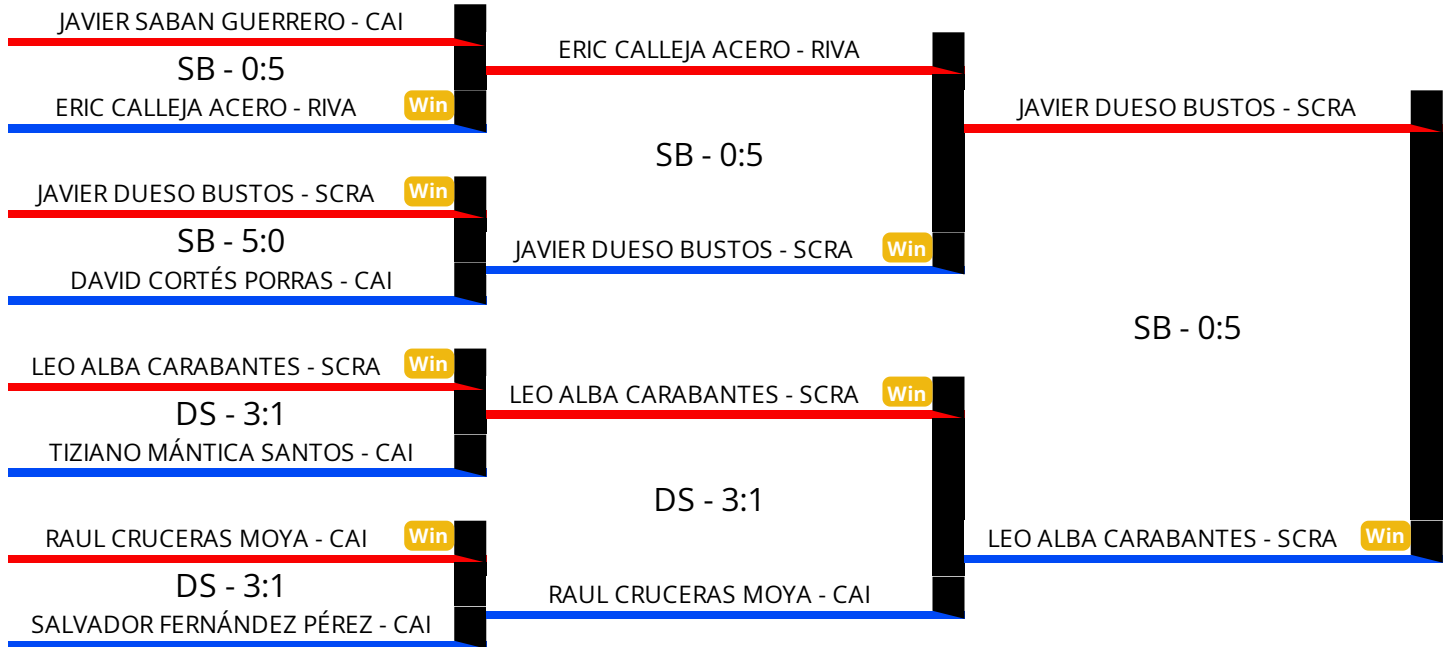 JAVIER SABAN GUERRERO - CAI
SB - 0:5
ERIC CALLEJA ACERO - RIVA Win
JAVIER DUESO BUSTOS - SCRA Win
SB - 5:0
DAVID CORTÉS PORRAS - CAI
LEO ALBA CARABANTES - SCRA Win
DS - 3:1
TIZIANO MÁNTICA SANTOS - CAI
RAUL CRUCERAS MOYA - CAI Win
DS - 3:1
SALVADOR FERNÁNDEZ PÉREZ - CAI
ERIC CALLEJA ACERO - RIVA
SB - 0:5
JAVIER DUESO BUSTOS - SCRA Win
LEO ALBA CARABANTES - SCRA Win
DS - 3:1
RAUL CRUCERAS MOYA - CAI
JAVIER DUESO BUSTOS - SCRA
SB - 0:5
LEO ALBA CARABANTES - SCRA Win